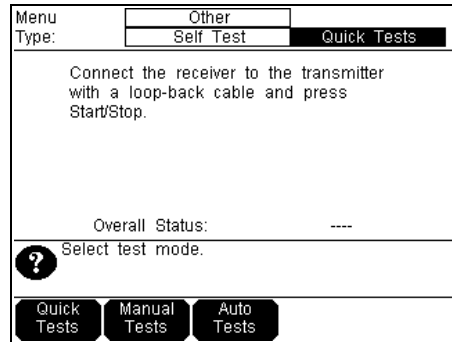 Menu Other
Type: Self Test Quick Tests
Connect the receiver to the transmitter
with a loop-back cable and press
Start/Stop.
Overall Status: ----
? Select test mode.
Quick Manual Auto
Tests Tests Tests